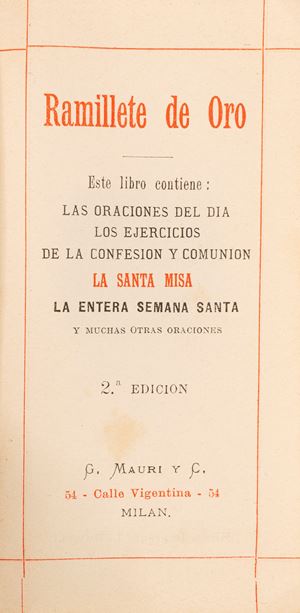 Ramillete de Oro
Este libro contiene:
LAS ORACIONES DEL DIA
LOS EJERCICIOS
DE LA CONFESION Y COMUNION
LA SANTA MISA
LA ENTERA SEMANA SANTA
Y MUCHAS OTRAS ORACIONES
2.ª EDICION
G. MAURI Y C.
54 - Calle Vigentina - 54
MILAN.